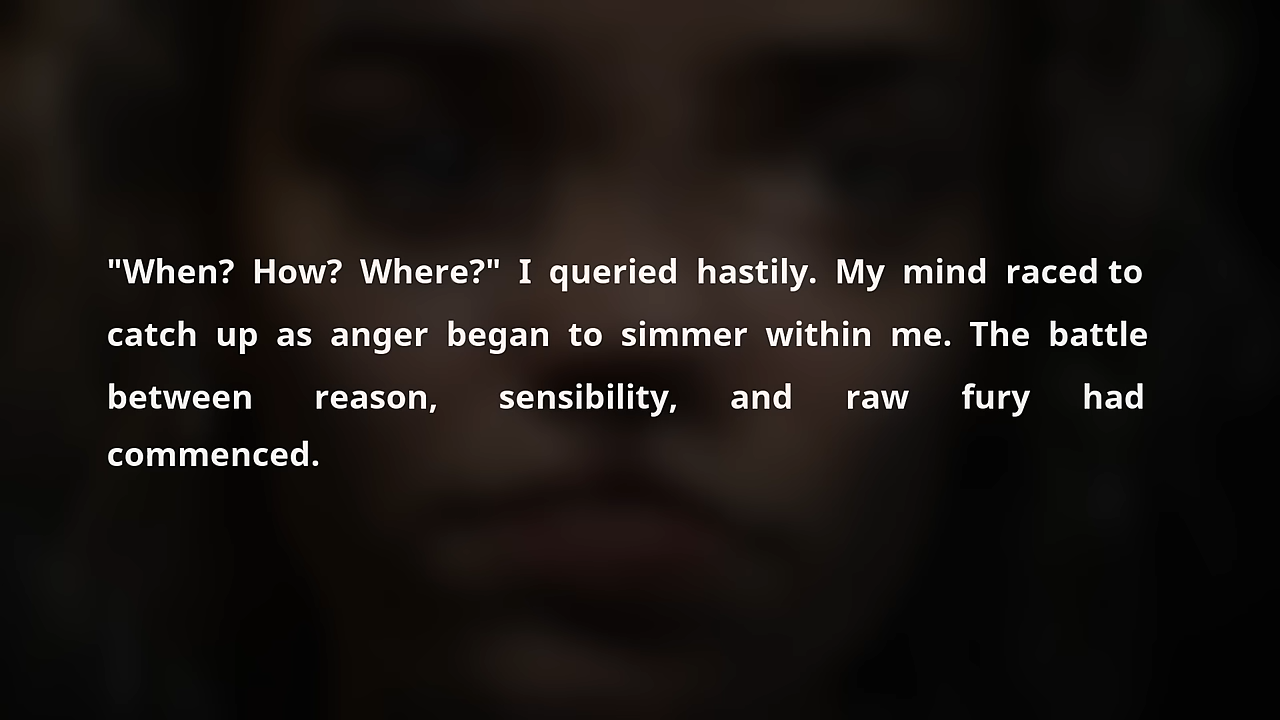 "When? How? Where?" I queried hastily. My mind raced to
catch up as anger began to simmer within me. The battle
between reason, sensibility, and raw fury had
commenced.